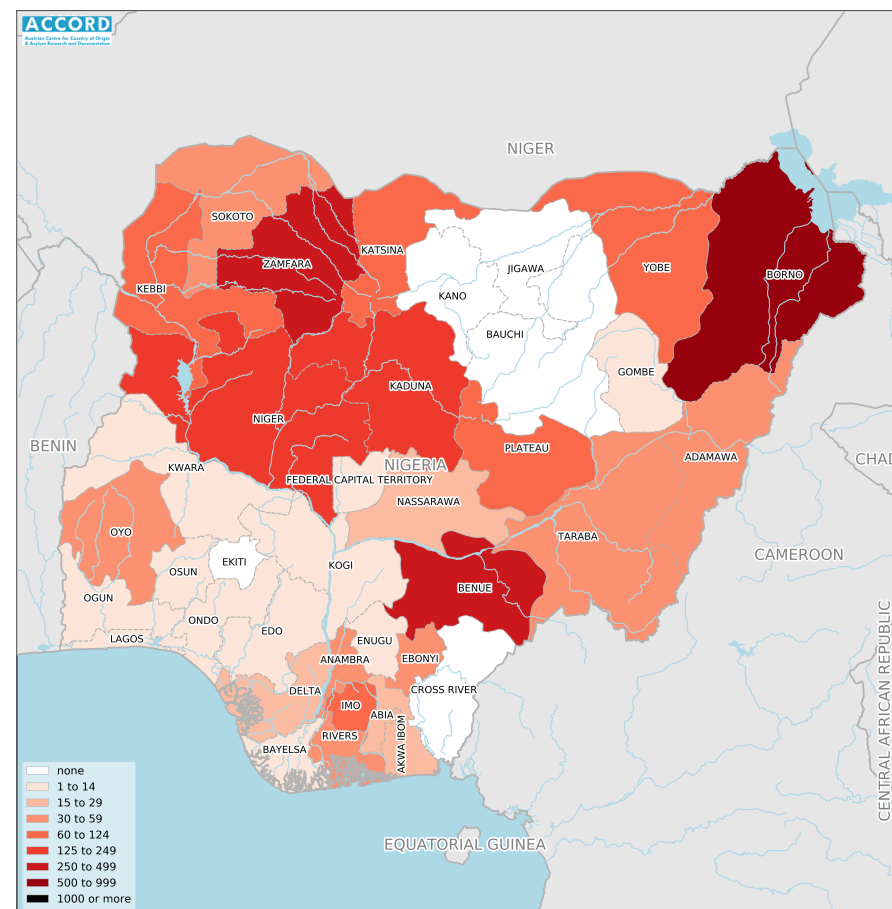 ACCORD
Austrian Centre for Country of Origin
& Asylum Research and Documentation
NIGER
SOKOTO
KATSINA
ZAMFARA
JIGAWA
YOBE
BORNO
KEBBI
KANO
BAUCHI
GOMBE
KADUNA
NIGER
BENIN
PLATEAU
ADAMAWA
CHAD
KWARA
NIGERIA
FEDERAL CAPITAL TERRITORY
NASSARAWA
OYO
TARABA
CAMEROON
EKITI
KOGI
OSUN
BENUE
OGUN
ONDO
EDO
LAGOS
ENUGU
ANAMBRA
EBONYI
DELTA
CROSS RIVER
IMO
ABIA
RIVERS
AKWA IBOM
BAYELSA
CENTRAL AFRICAN REPUBLIC
EQUATORIAL GUINEA
none
1 to 14
15 to 29
30 to 59
60 to 124
125 to 249
250 to 499
500 to 999
1000 or more